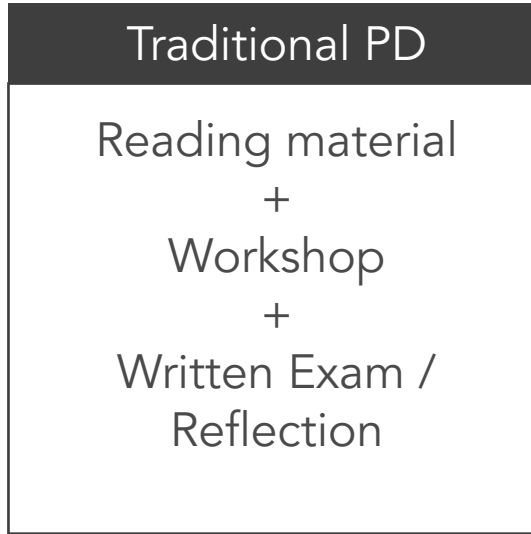 Traditional PD
Reading material
+
Workshop
+
Written Exam /
Reflection